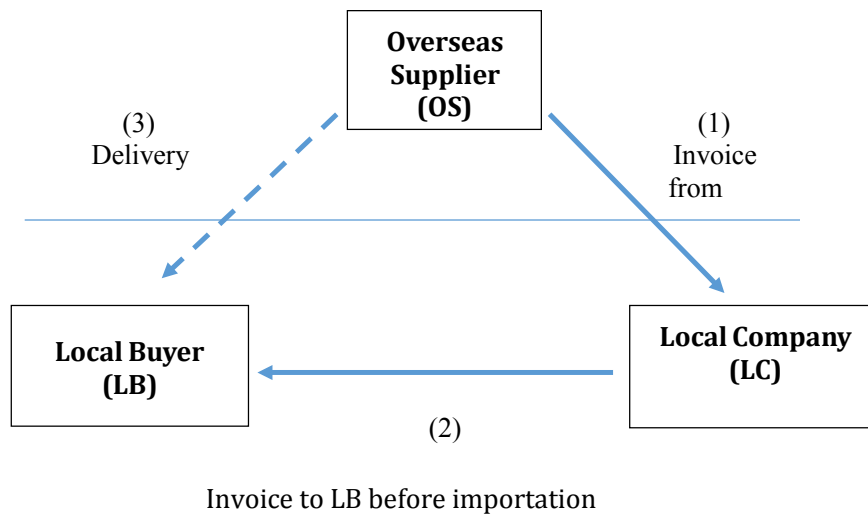 Overseas
Supplier
(OS)
(3)
Delivery
(1)
Invoice
from
Local Buyer
(LB)
Local Company
(LC)
(2)
Invoice to LB before importation